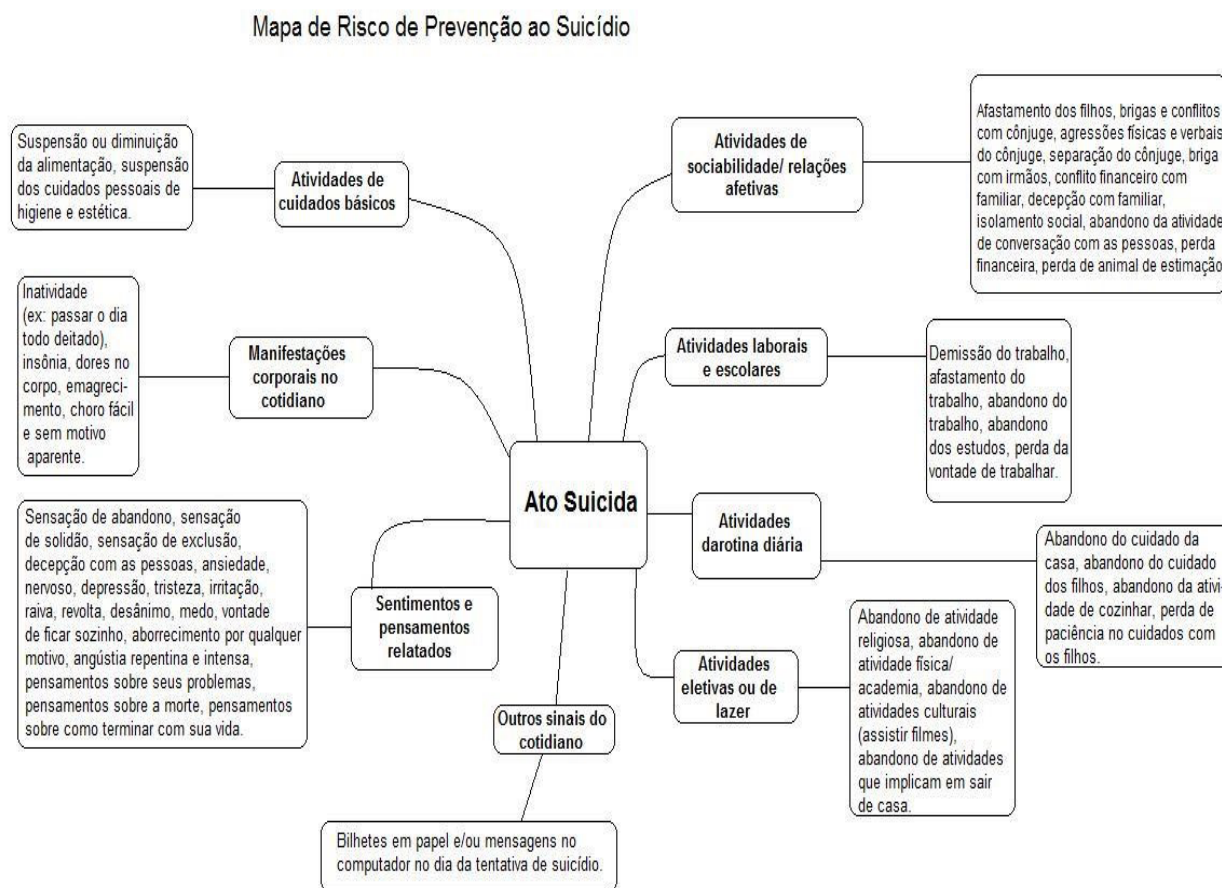 Mapa de Risco de Prevenção ao Suicídio
Suspensão ou diminuição
da alimentação, suspensão
dos cuidados pessoais de
higiene e estética.
Atividades de
cuidados básicos
Atividades de
sociabilidade/ relações
afetivas
Afastamento dos filhos, brigas e conflitos
com cônjuge, agressões físicas e verbais
do cônjuge, separação do cônjuge, briga
com irmãos, conflito financeiro com
familiar, decepção com familiar,
isolamento social, abandono da atividade
de conversação com as pessoas, perda
financeira, perda de animal de estimação
Inatividade
(ex: passar o dia
todo deitado),
insônia, dores no
corpo, emagreci-
mento, choro fácil
e sem motivo
aparente.
Manifestações
corporais no
cotidiano
Atividades laborais
e escolares
Demissão do trabalho,
afastamento do
trabalho, abandono do
trabalho, abandono
dos estudos, perda da
vontade de trabalhar.
Ato Suicida
Sensação de abandono, sensação
de solidão, sensação de exclusão,
decepção com as pessoas, ansiedade,
nervoso, depressão, tristeza, irritação,
raiva, revolta, desânimo, medo, vontade
de ficar sozinho, aborrecimento por qualquer
motivo, angústia repentina e intensa,
pensamentos sobre seus problemas,
pensamentos sobre a morte, pensamentos
sobre como terminar com sua vida.
Sentimentos e
pensamentos
relatados
Atividades
darotina diária
Abandono do cuidado da
casa, abandono do cuidado
dos filhos, abandono da ativi-
dade de cozinhar, perda de
paciência no cuidados com
os filhos.
Atividades
eletivas ou de
lazer
Abandono de atividade
religiosa, abandono de
atividade física/
academia, abandono de
atividades culturais
(assistir filmes),
abandono de atividades
que implicam em sair
de casa.
Outros sinais do
cotidiano
Bilhetes em papel e/ou mensagens no
computador no dia da tentativa de suicídio.